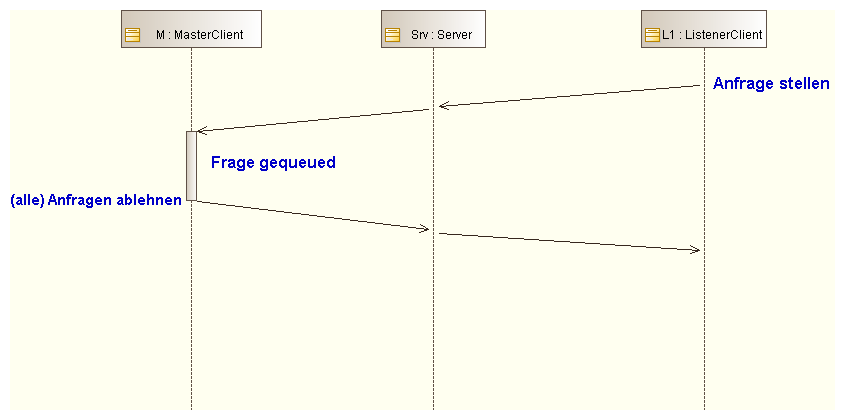 M : MasterClient
Srv : Server
L1 : ListenerClient
Anfrage stellen
Frage gequeued
(alle) Anfragen ablehnen